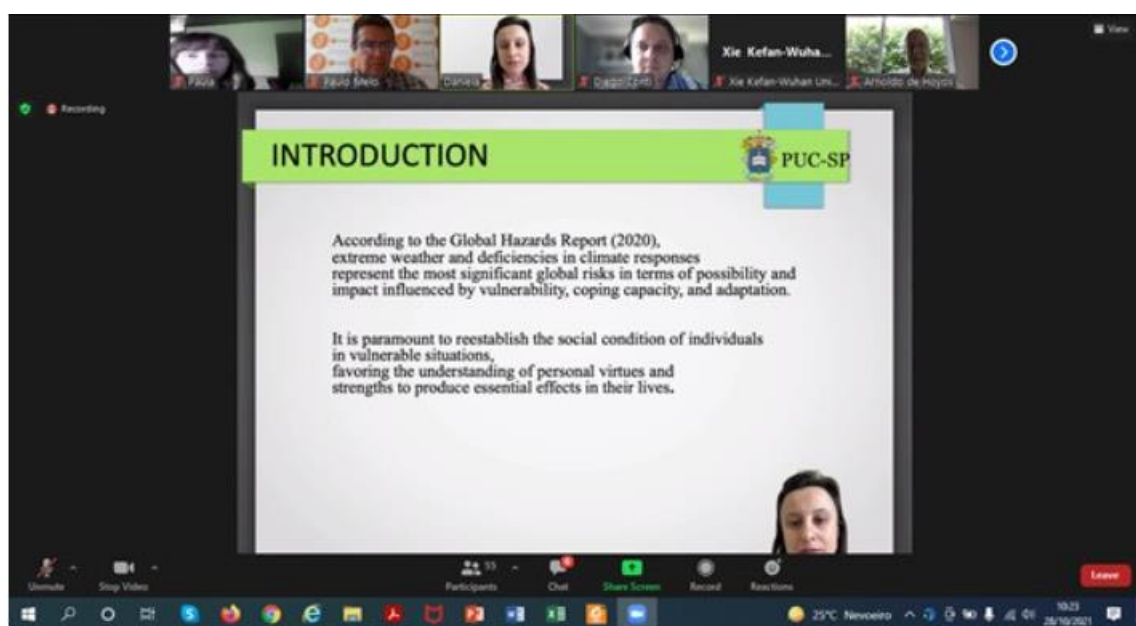 View
Paula
Paulo Melo
Daniela
Diego Conti
Xie Kefan-Wuha...
Xie Kefan-Wuhan Uni...
Arnoldo de Hoyos
Recording
INTRODUCTION
PUC-SP
According to the Global Hazards Report (2020),
extreme weather and deficiencies in climate responses
represent the most significant global risks in terms of possibility and
impact influenced by vulnerability, coping capacity, and adaptation.
It is paramount to reestablish the social condition of individuals
in vulnerable situations,
favoring the understanding of personal virtues and
strengths to produce essential effects in their lives.
Unmute
Stop Video
55
Participants
Chat
Share Screen
Record
Reactions
Leave
25°C Nevoeiro
10:23
28/10/2021